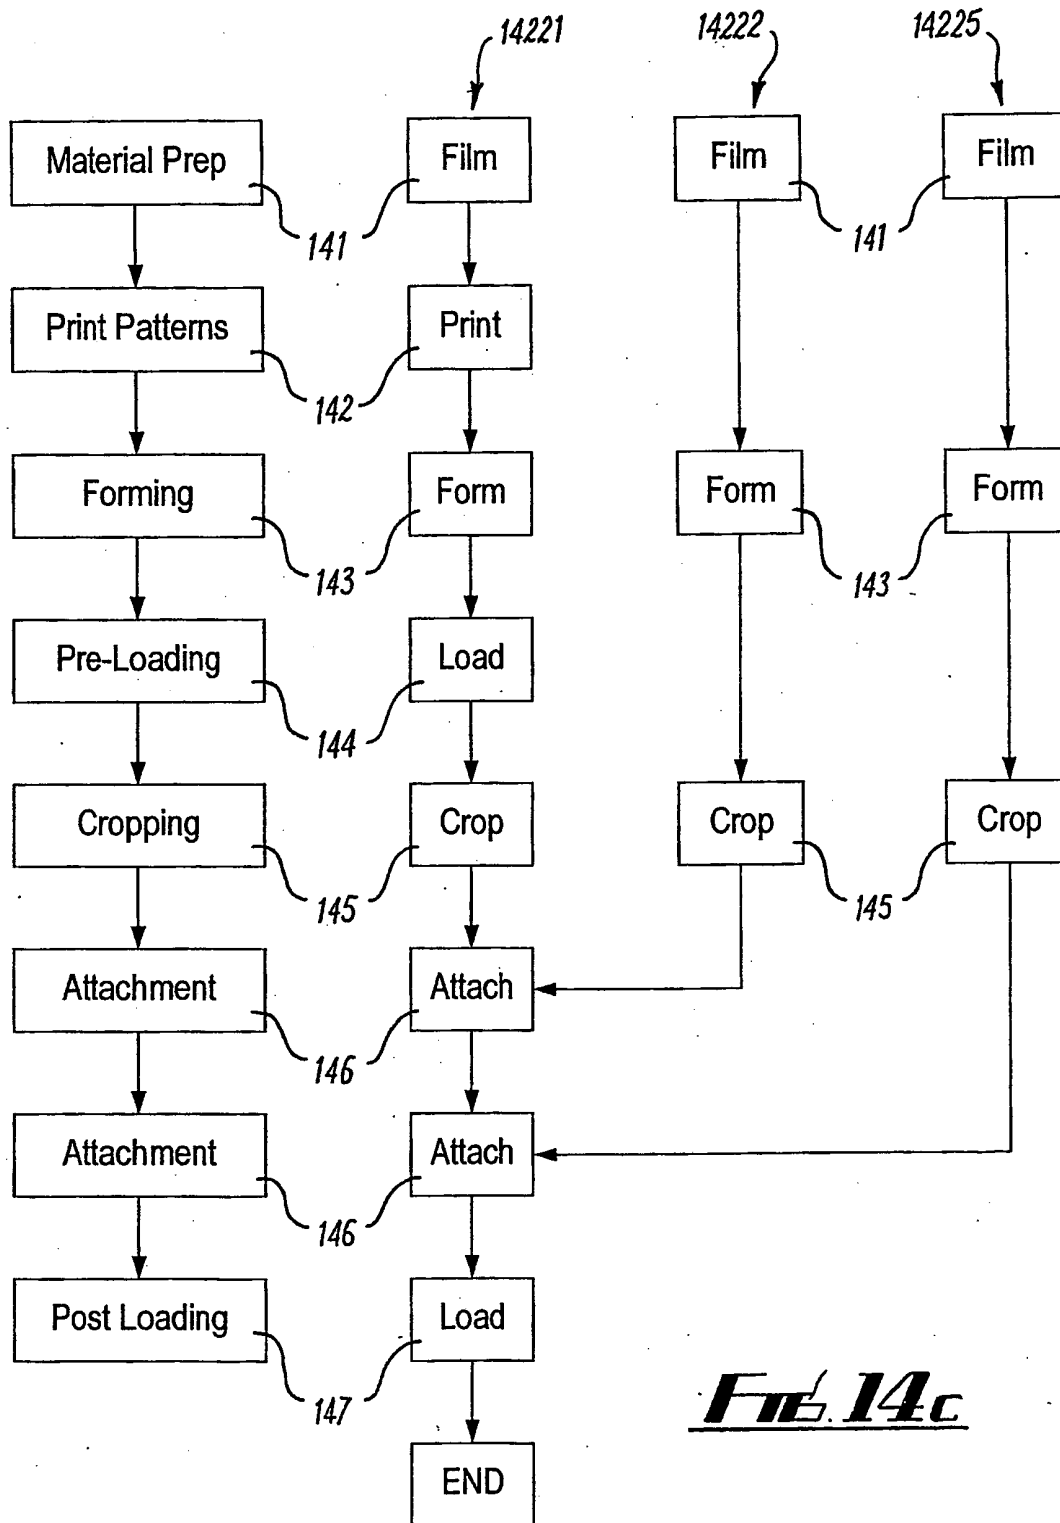 14221 14222 14225
Material Prep Film Film Film
141 141
Print Patterns Print
142
Forming Form Form Form
143 143
Pre-Loading Load
144
Cropping Crop Crop Crop
145 145
Attachment Attach
146
Attachment Attach
146
Post Loading Load
147
FIG. 14c
END